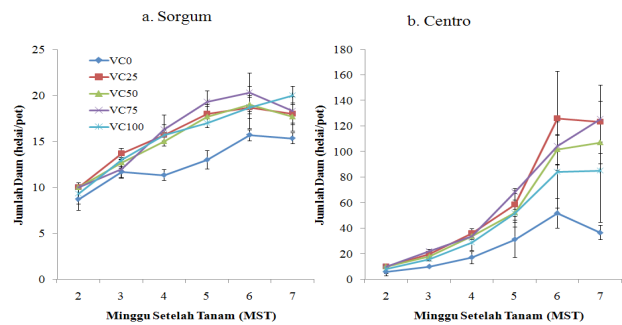 a. Sorgum
b. Centro
Jumlah Daun (helai/pot)
25
20
15
10
5
0
VC0
VC25
VC50
VC75
VC100
2 3 4 5 6 7
Minggu Setelah Tanam (MST)
Jumlah Daun (helai/pot)
180
160
140
120
100
80
60
40
20
0
2 3 4 5 6 7
Minggu Setelah Tanam (MST)